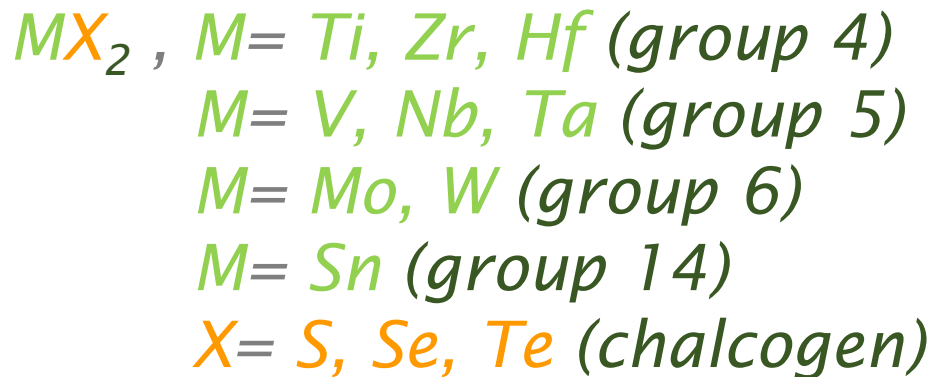 MX₂ , M= Ti, Zr, Hf (group 4)
M= V, Nb, Ta (group 5)
M= Mo, W (group 6)
M= Sn (group 14)
X= S, Se, Te (chalcogen)